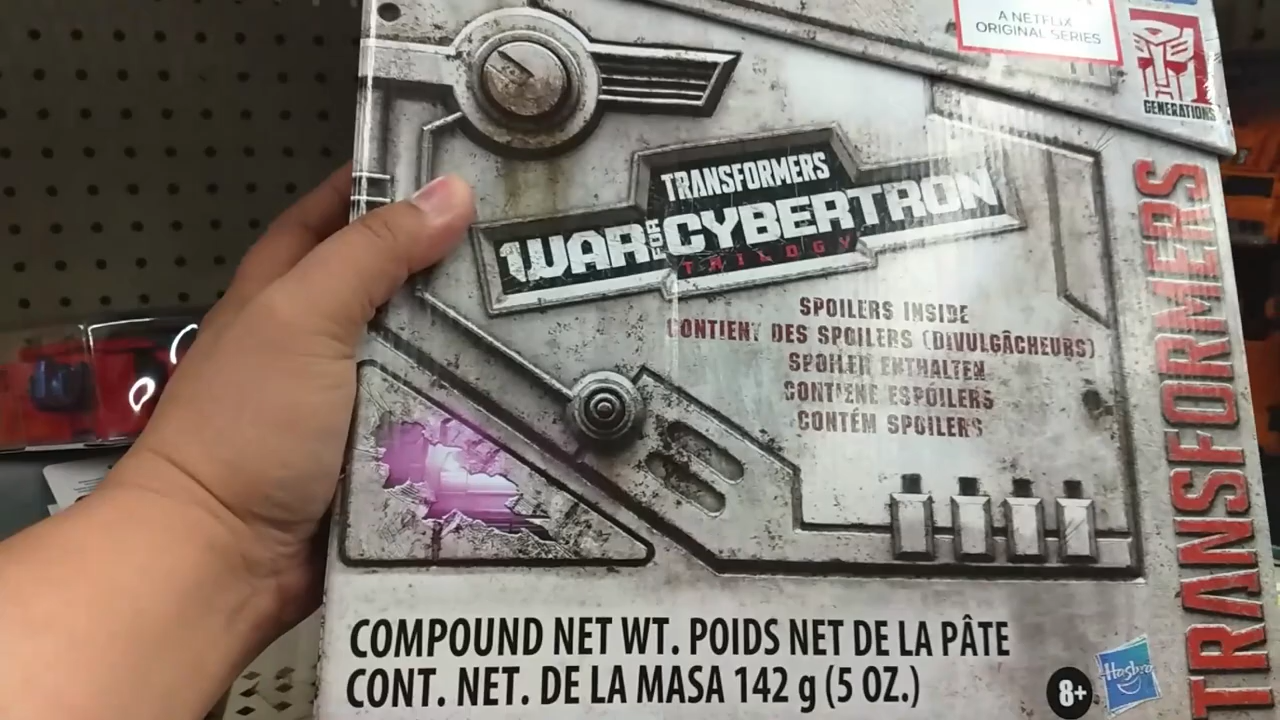 A NETFLIX
ORIGINAL SERIES
GENERATIONS
TRANSFORMERS
WAR FOR CYBERTRON
TRILOGY
SPOILERS INSIDE
CONTIENT DES SPOILERS (DIVULGÂCHEURS)
SPOILER ENTHALTEN
CONTIENE ESPÓILERS
CONTÉM SPOILERS
TRANSFORMERS
COMPOUND NET WT. POIDS NET DE LA PÂTE
CONT. NET. DE LA MASA 142 g (5 OZ.)
8+
Hasbro